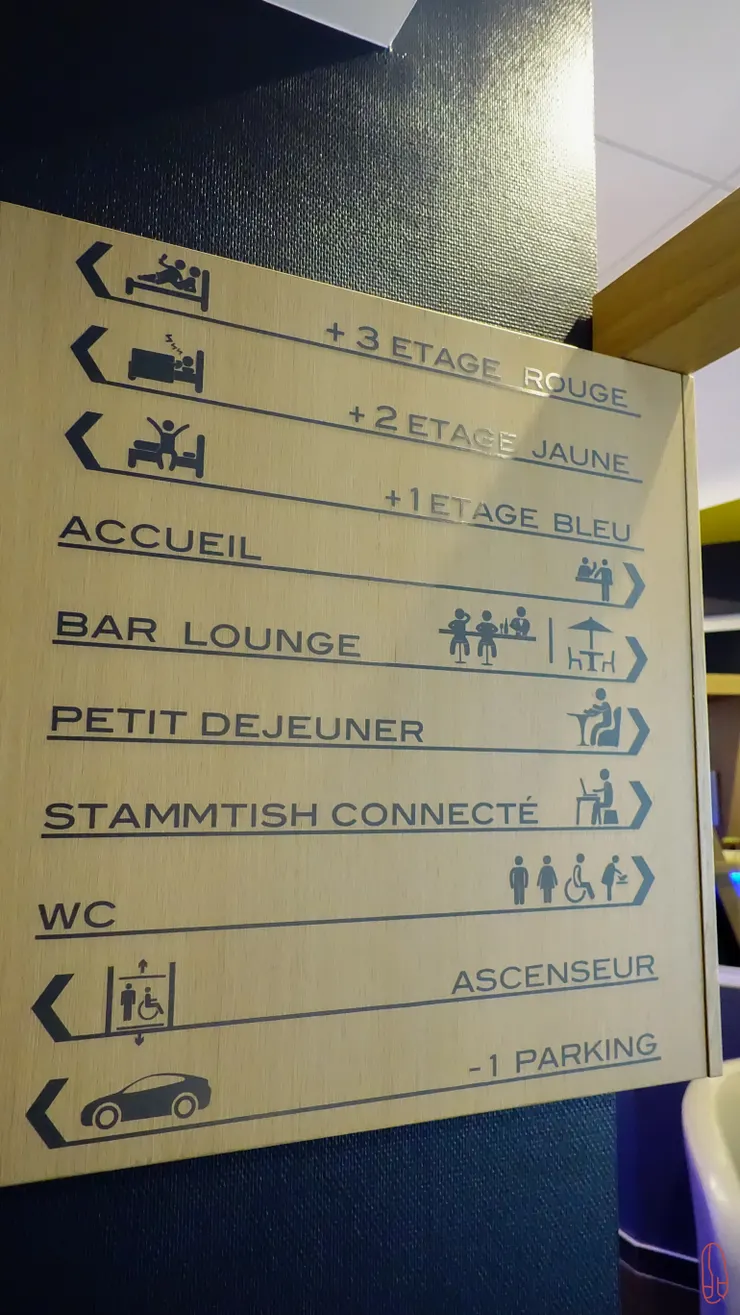 +3 ETAGE ROUGE
+2 ETAGE JAUNE
+1 ETAGE BLEU
ACCUEIL
BAR LOUNGE
PETIT DEJEUNER
STAMMTISH CONNECTÉ
WC
ASCENSEUR
-1 PARKING